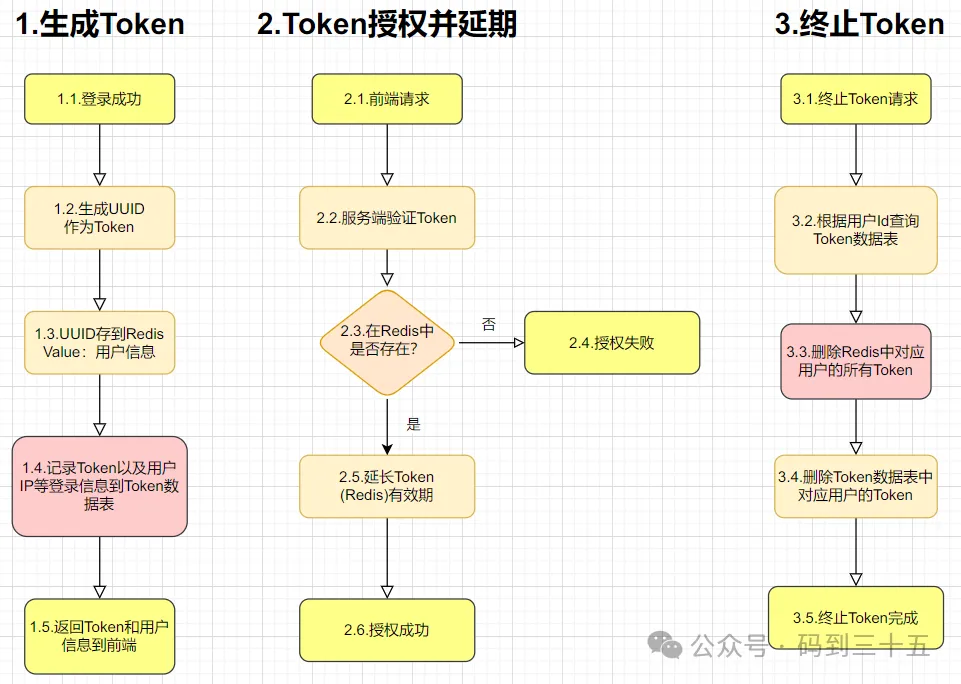 1.生成Token
1.1.登录成功
1.2.生成UUID
作为Token
1.3.UUID存到Redis
Value：用户信息
1.4.记录Token以及用户
IP等登录信息到Token数
据表
1.5.返回Token和用户
信息到前端
2.Token授权并延期
2.1.前端请求
2.2.服务端验证Token
2.3.在Redis中
是否存在?
否
2.4.授权失败
是
2.5.延长Token
(Redis)有效期
2.6.授权成功
3.终止Token
3.1.终止Token请求
3.2.根据用户Id查询
Token数据表
3.3.删除Redis中对应
用户的所有Token
3.4.删除Token数据表中
对应用户的Token
3.5.终止Token完成
公众号·码到三十五